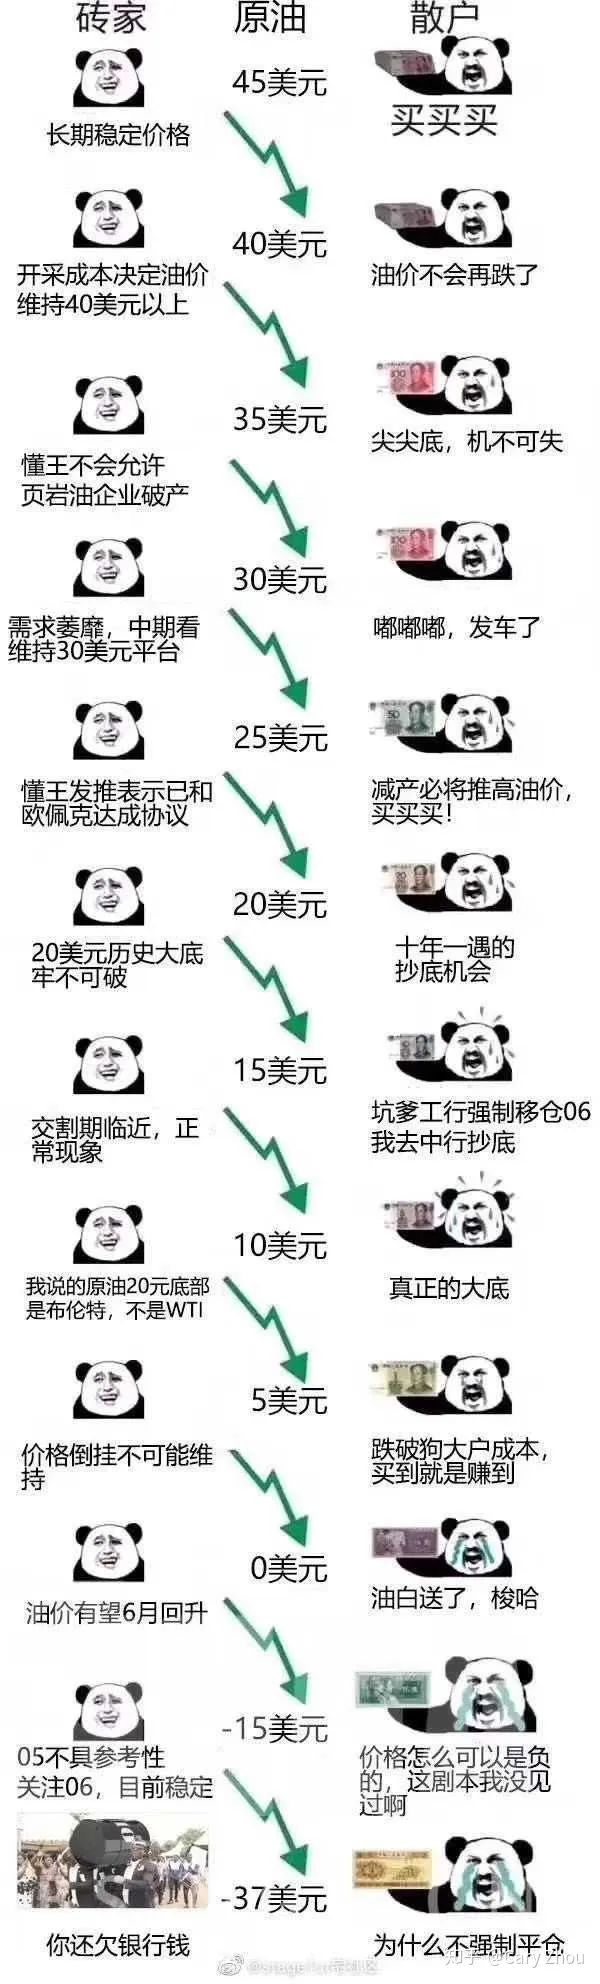 砖家 原油 散户
45美元
买买买
长期稳定价格
40美元
开采成本决定油价
维持40美元以上
油价不会再跌了
35美元
尖尖底，机不可失
懂王不会允许
页岩油企业破产
30美元
需求萎靡，中期看
维持30美元平台
嘟嘟嘟，发车了
25美元
懂王发推表示已和
欧佩克达成协议
减产必将推高油价，
买买买！
20美元
20美元历史大底
牢不可破
十年一遇的
抄底机会
15美元
交割期临近，正
常现象
坑爹工行强制移仓06
我去中行抄底
10美元
我说的原油20元底部
是布伦特，不是WTI
真正的大底
5美元
价格倒挂不可能维
持
跌破狗大户成本，
买到就是赚到
0美元
油价有望6月回升
油白送了，梭哈
-15美元
05不具参考性
关注06，目前稳定
价格怎么可以是负
的，这剧本我没见
过啊
-37美元
你还欠银行钱
为什么不强制平仓
知乎 @Cary Zhou